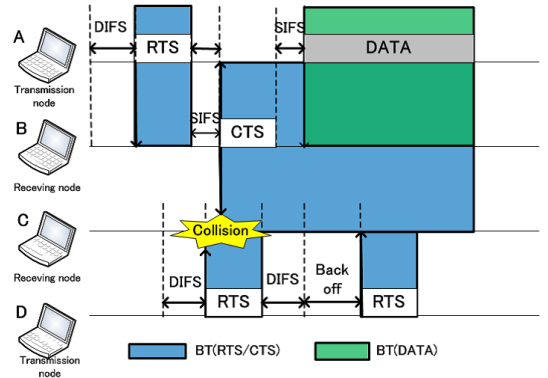 A
DIFS
RTS
SIFS
DATA
Transmission
node
B
SIFS
CTS
Receving node
C
Collision
DIFS
DIFS
Back
off
Receving node
D
RTS
RTS
Transmission
node
BT(RTS/CTS)
BT(DATA)